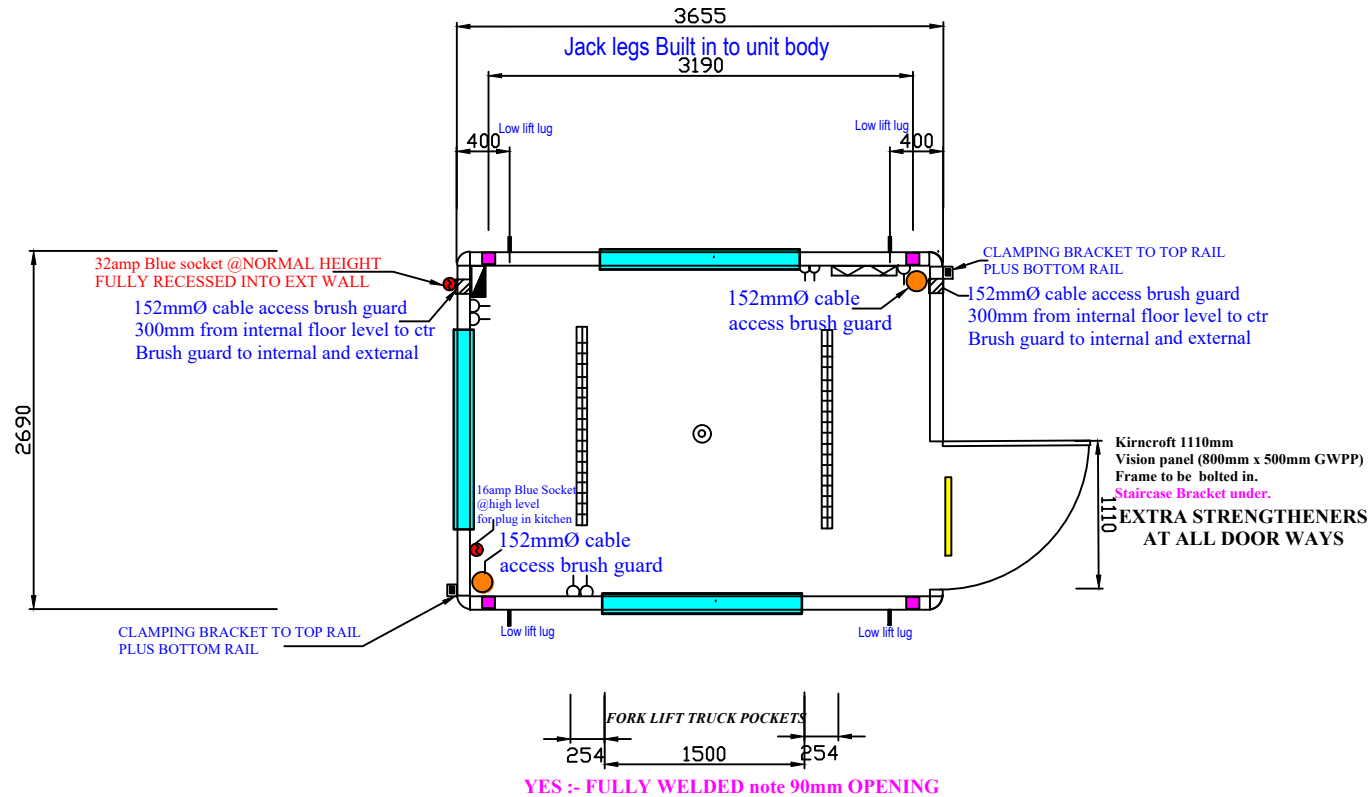 3655
Jack legs Built in to unit body
3190
Low lift lug
Low lift lug
400
400
32amp Blue socket @NORMAL HEIGHT
FULLY RECESSED INTO EXT WALL
152mmØ cable access brush guard
300mm from internal floor level to ctr
Brush guard to internal and external
152mmØ cable
access brush guard
CLAMPING BRACKET TO TOP RAIL
PLUS BOTTOM RAIL
152mmØ cable access brush guard
300mm from internal floor level to ctr
Brush guard to internal and external
2690
Kirncroft 1110mm
Vision panel (800mm x 500mm GWPP)
Frame to be bolted in.
Staircase Bracket under.
EXTRA STRENGTHENERS
AT ALL DOOR WAYS
1110
16amp Blue Socket
@high level
for plug in kitchen
152mmØ cable
access brush guard
CLAMPING BRACKET TO TOP RAIL
PLUS BOTTOM RAIL
Low lift lug
Low lift lug
FORK LIFT TRUCK POCKETS
254
1500
254
YES :- FULLY WELDED note 90mm OPENING